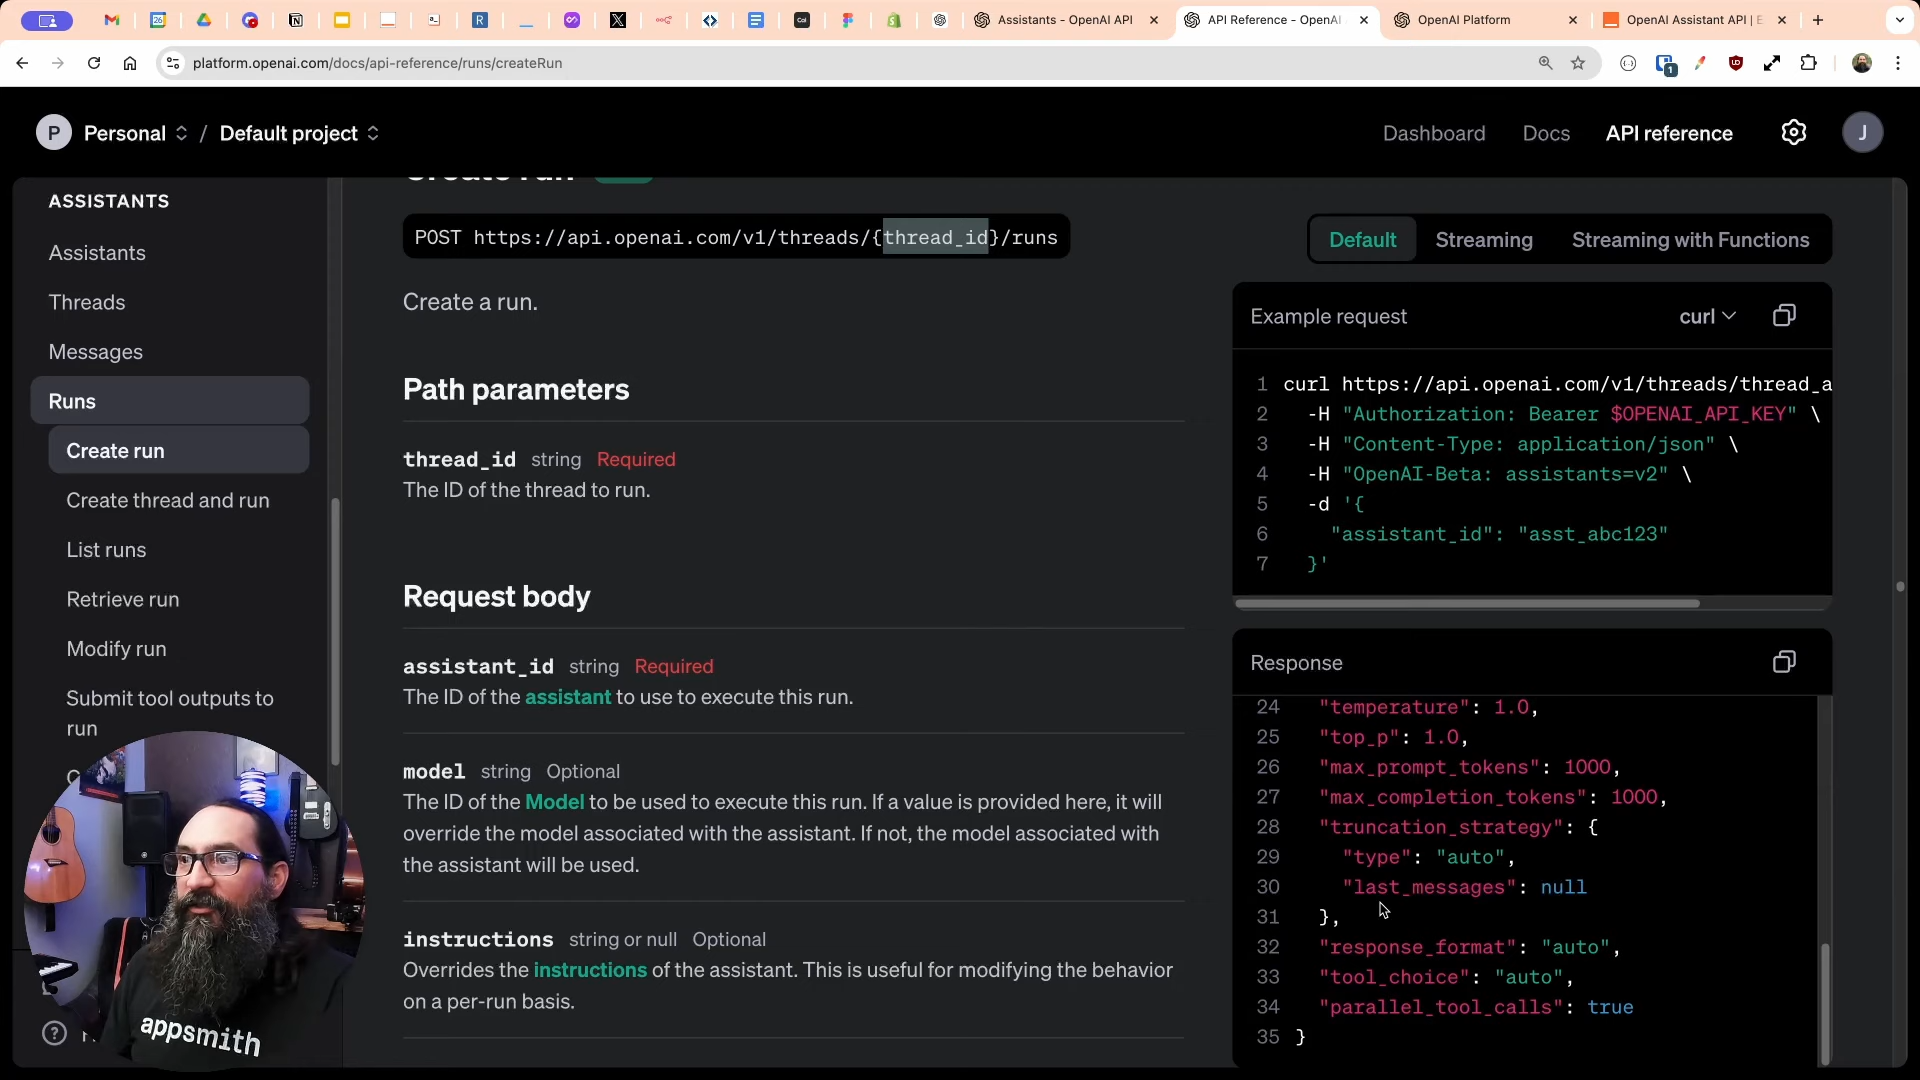 Assistants - OpenAI API
API Reference - OpenAI
OpenAI Platform
OpenAI Assistant API | E
platform.openai.com/docs/api-reference/runs/createRun
P
Personal
/
Default project
Dashboard
Docs
API reference
J
ASSISTANTS
Assistants
Threads
Messages
Runs
Create run
Create thread and run
List runs
Retrieve run
Modify run
Submit tool outputs to
run
appsmith
Create run
POST https://api.openai.com/v1/threads/{thread_id}/runs
Create a run.
Path parameters
thread_id string Required
The ID of the thread to run.
Request body
assistant_id string Required
The ID of the assistant to use to execute this run.
model string Optional
The ID of the Model to be used to execute this run. If a value is provided here, it will
override the model associated with the assistant. If not, the model associated with
the assistant will be used.
instructions string or null Optional
Overrides the instructions of the assistant. This is useful for modifying the behavior
on a per-run basis.
Default
Streaming
Streaming with Functions
Example request
curl
1 curl https://api.openai.com/v1/threads/thread_a
2 -H "Authorization: Bearer $OPENAI_API_KEY" \
3 -H "Content-Type: application/json" \
4 -H "OpenAI-Beta: assistants=v2" \
5 -d '{
6 "assistant_id": "asst_abc123"
7 }'
Response
24 "temperature": 1.0,
25 "top_p": 1.0,
26 "max_prompt_tokens": 1000,
27 "max_completion_tokens": 1000,
28 "truncation_strategy": {
29 "type": "auto",
30 "last_messages": null
31 },
32 "response_format": "auto",
33 "tool_choice": "auto",
34 "parallel_tool_calls": true
35 }